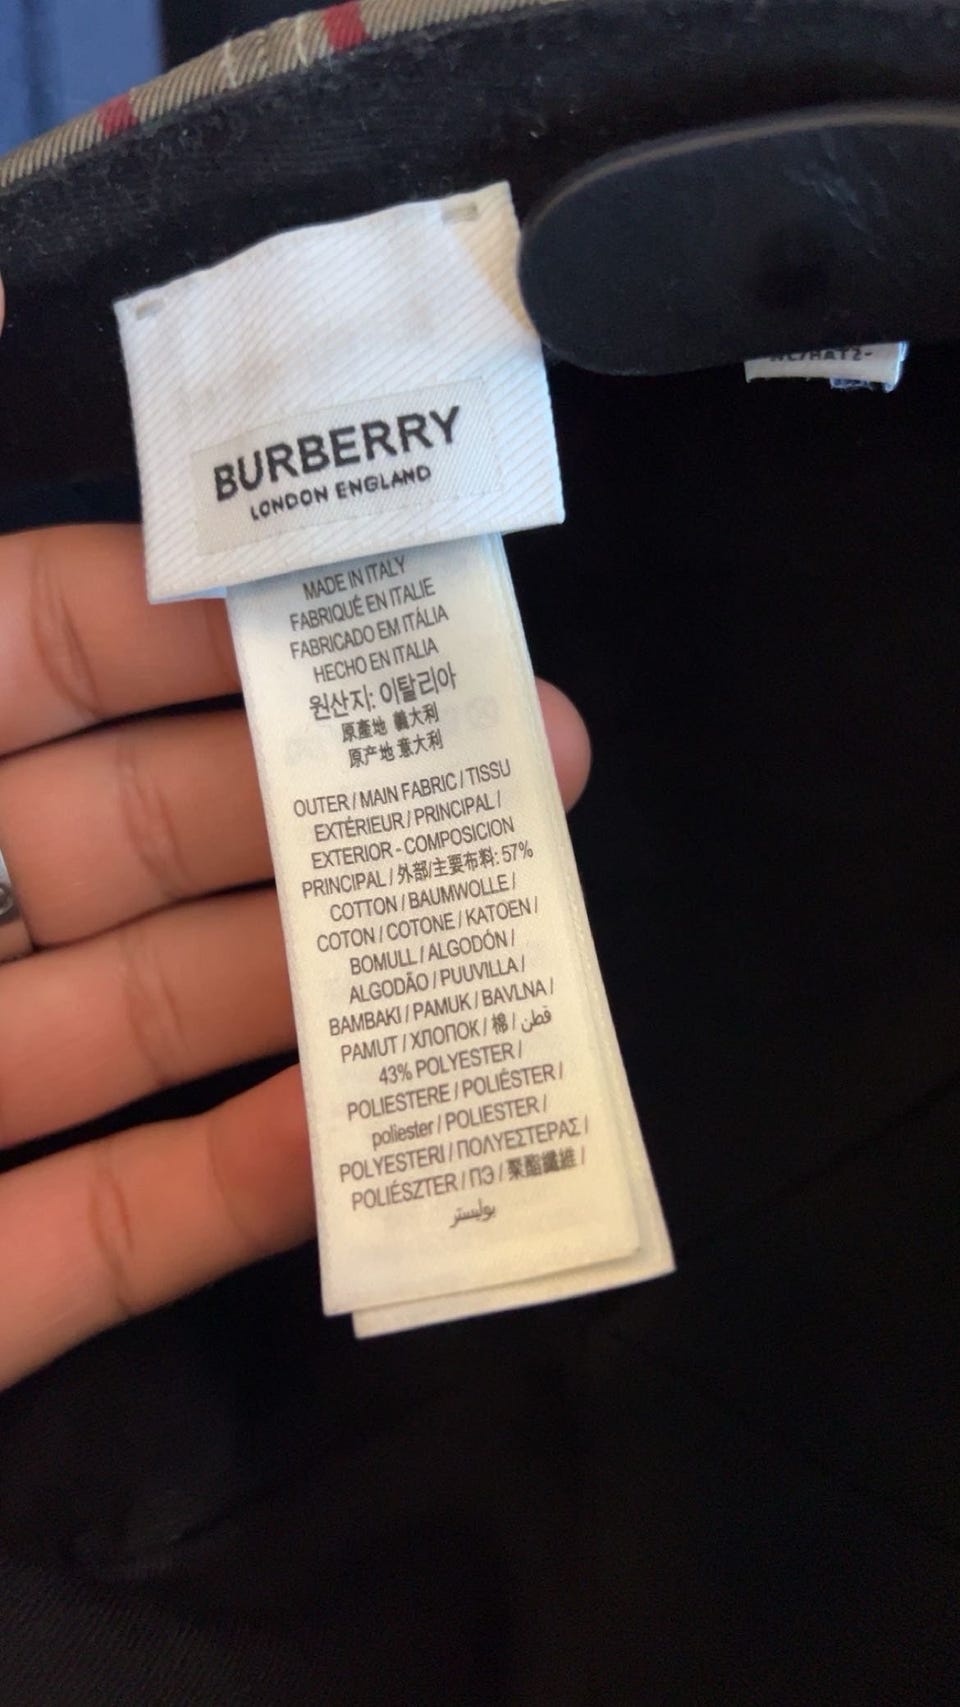 BURBERRY
LONDON ENGLAND
MADE IN ITALY
FABRIQUÉ EN ITALIE
FABRICADO EM ITÁLIA
HECHO EN ITALIA
원산지: 이탈리아
原產地 義大利
原产地 意大利
OUTER / MAIN FABRIC / TISSU
EXTÉRIEUR / PRINCIPAL /
EXTERIOR - COMPOSICION
PRINCIPAL / 外部/主要布料: 57%
COTTON / BAUMWOLLE /
COTON / COTONE / KATOEN /
BOMULL / ALGODÓN /
ALGODÃO / PUUVILLA /
BAMBAKI / PAMUK / BAVLNA /
PAMUT / ХЛОПОК / 棉 / قطن
43% POLYESTER /
POLIESTERE / POLIÉSTER /
poliester / POLIESTER /
POLYESTERI / ΠΟΛΥΕΣΤΕΡΑΣ /
POLIÉSZTER / ПЭ / 聚酯纖維 /
بوليستر